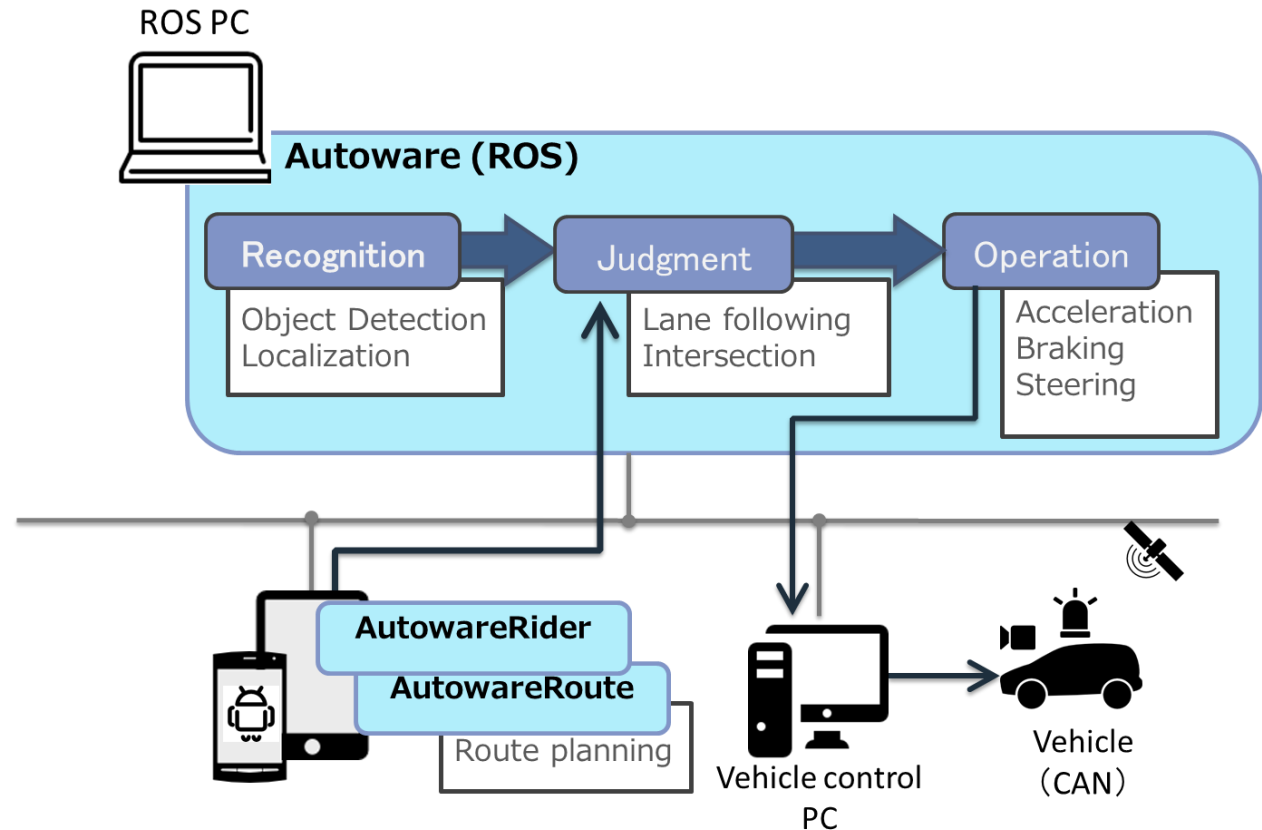 ROS PC
Autoware (ROS)
Recognition
Object Detection
Localization
Judgment
Lane following
Intersection
Operation
Acceleration
Braking
Steering
AutowareRider
AutowareRoute
Route planning
Vehicle control
PC
Vehicle
（CAN）